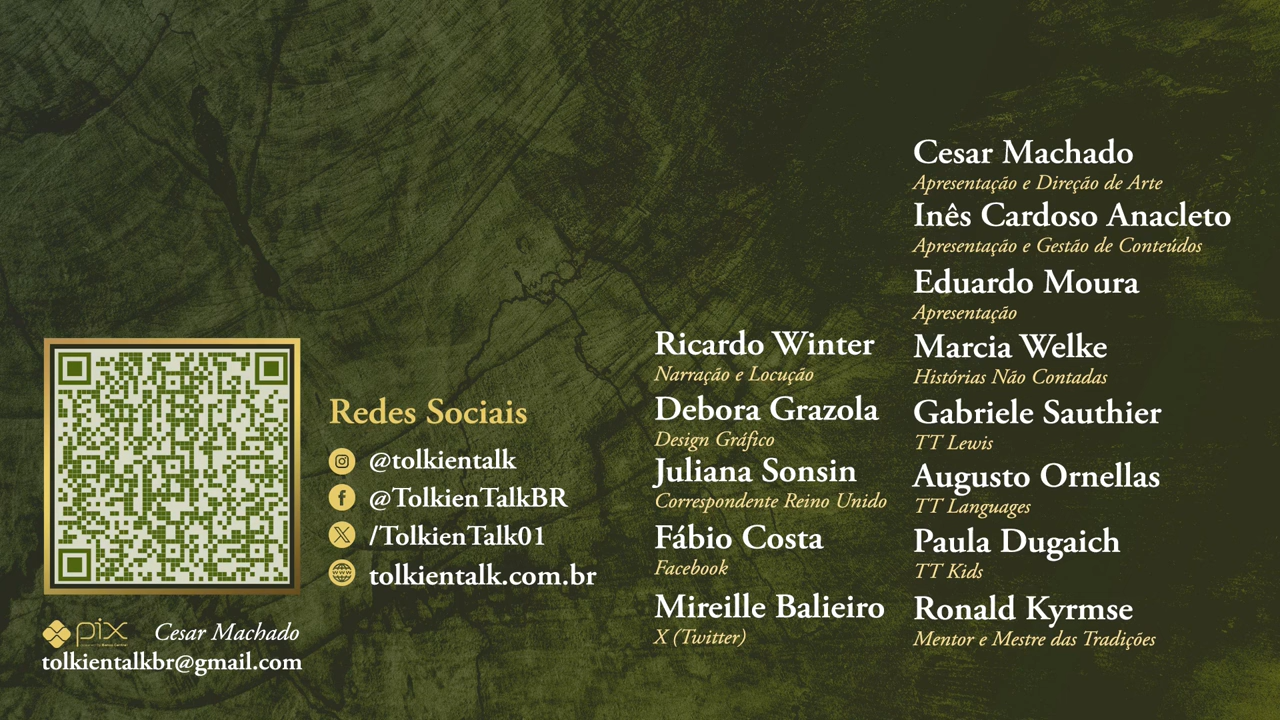 pix
Cesar Machado
tolkientalkbr@gmail.com
Redes Sociais
@tolkientalk
@TolkienTalkBR
/TolkienTalk01
tolkientalk.com.br
Ricardo Winter
Narração e Locução
Debora Grazola
Design Gráfico
Juliana Sonsin
Correspondente Reino Unido
Fábio Costa
Facebook
Mireille Balieiro
X (Twitter)
Cesar Machado
Apresentação e Direção de Arte
Inês Cardoso Anacleto
Apresentação e Gestão de Conteúdos
Eduardo Moura
Apresentação
Marcia Welke
Histórias Não Contadas
Gabriele Sauthier
TT Lewis
Augusto Ornellas
TT Languages
Paula Dugaich
TT Kids
Ronald Kyrmse
Mentor e Mestre das Tradições